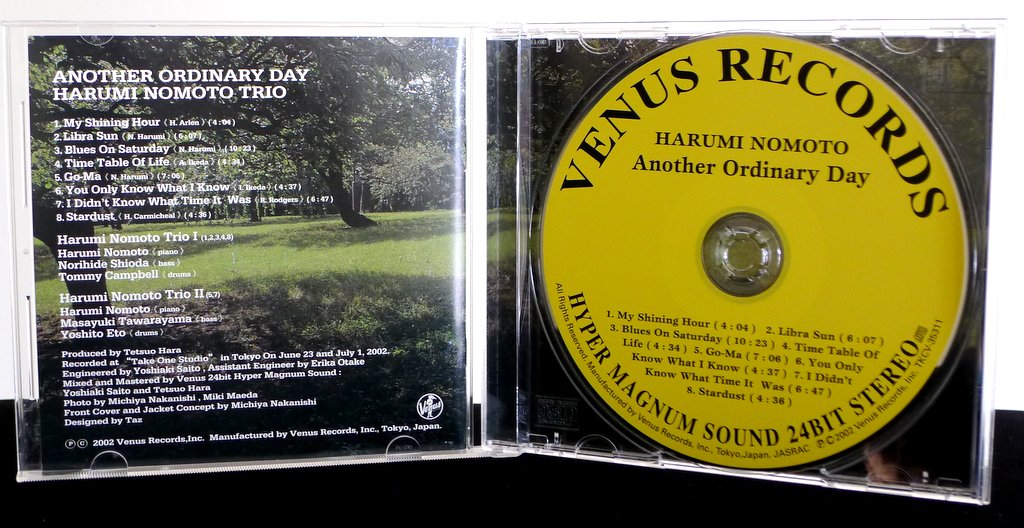 ANOTHER ORDINARY DAY
HARUMI NOMOTO TRIO
1. My Shining Hour ( H. Arlen ) ( 4 : 04 )
2. Libra Sun ( N. Harumi ) ( 6 : 07 )
3. Blues On Saturday ( N. Harumi ) ( 10 : 23 )
4. Time Table Of Life ( A. Ikeda ) ( 4 : 34 )
5. Go-Ma ( N. Harumi ) ( 7 : 06 )
6. You Only Know What I Know ( I. Ikeda ) ( 4 : 37 )
7. I Didn't Know What Time It Was ( R. Rodgers ) ( 6 : 47 )
8. Stardust ( H. Carmicheal ) ( 4 : 36 )
Harumi Nomoto Trio I (1,2,3,4,8)
Harumi Nomoto ( piano )
Norihide Shioda ( bass )
Tommy Campbell ( drums )
Harumi Nomoto Trio II (5,7)
Harumi Nomoto ( piano )
Masayuki Tawarayama ( bass )
Yoshito Eto ( drums )
Produced by Tetsuo Hara
Recorded at "Take One Studio" in Tokyo On June 23 and July 1, 2002.
Engineered by Yoshiaki Saito , Assistant Engineer by Erika Otake
Mixed and Mastered by Venus 24bit Hyper Magnum Sound :
Yoshiaki Saito and Tetsuo Hara
Photo by Michiya Nakanishi , Miki Maeda
Front Cover and Jacket Concept by Michiya Nakanishi
Designed by Taz
Venus
Ⓟ © 2002 Venus Records,Inc. Manufactured by Venus Records, Inc., Tokyo, Japan.
VENUS RECORDS
HARUMI NOMOTO
Another Ordinary Day
1. My Shining Hour ( 4 : 04 ) 2. Libra Sun ( 6 : 07 )
3. Blues On Saturday ( 10 : 23 ) 4. Time Table Of
Life ( 4 : 34 ) 5. Go-Ma ( 7 : 06 ) 6. You Only
Know What I Know ( 4 : 37 ) 7. I Didn't
Know What Time It Was ( 6 : 47 )
8. Stardust ( 4 : 36 )
HYPER MAGNUM SOUND 24BIT STEREO
All Rights Reserved. Manufactured by Venus Records, Inc., Tokyo,Japan. JASRAC Ⓟ©2002 Venus Records, Inc. TKCV-35311